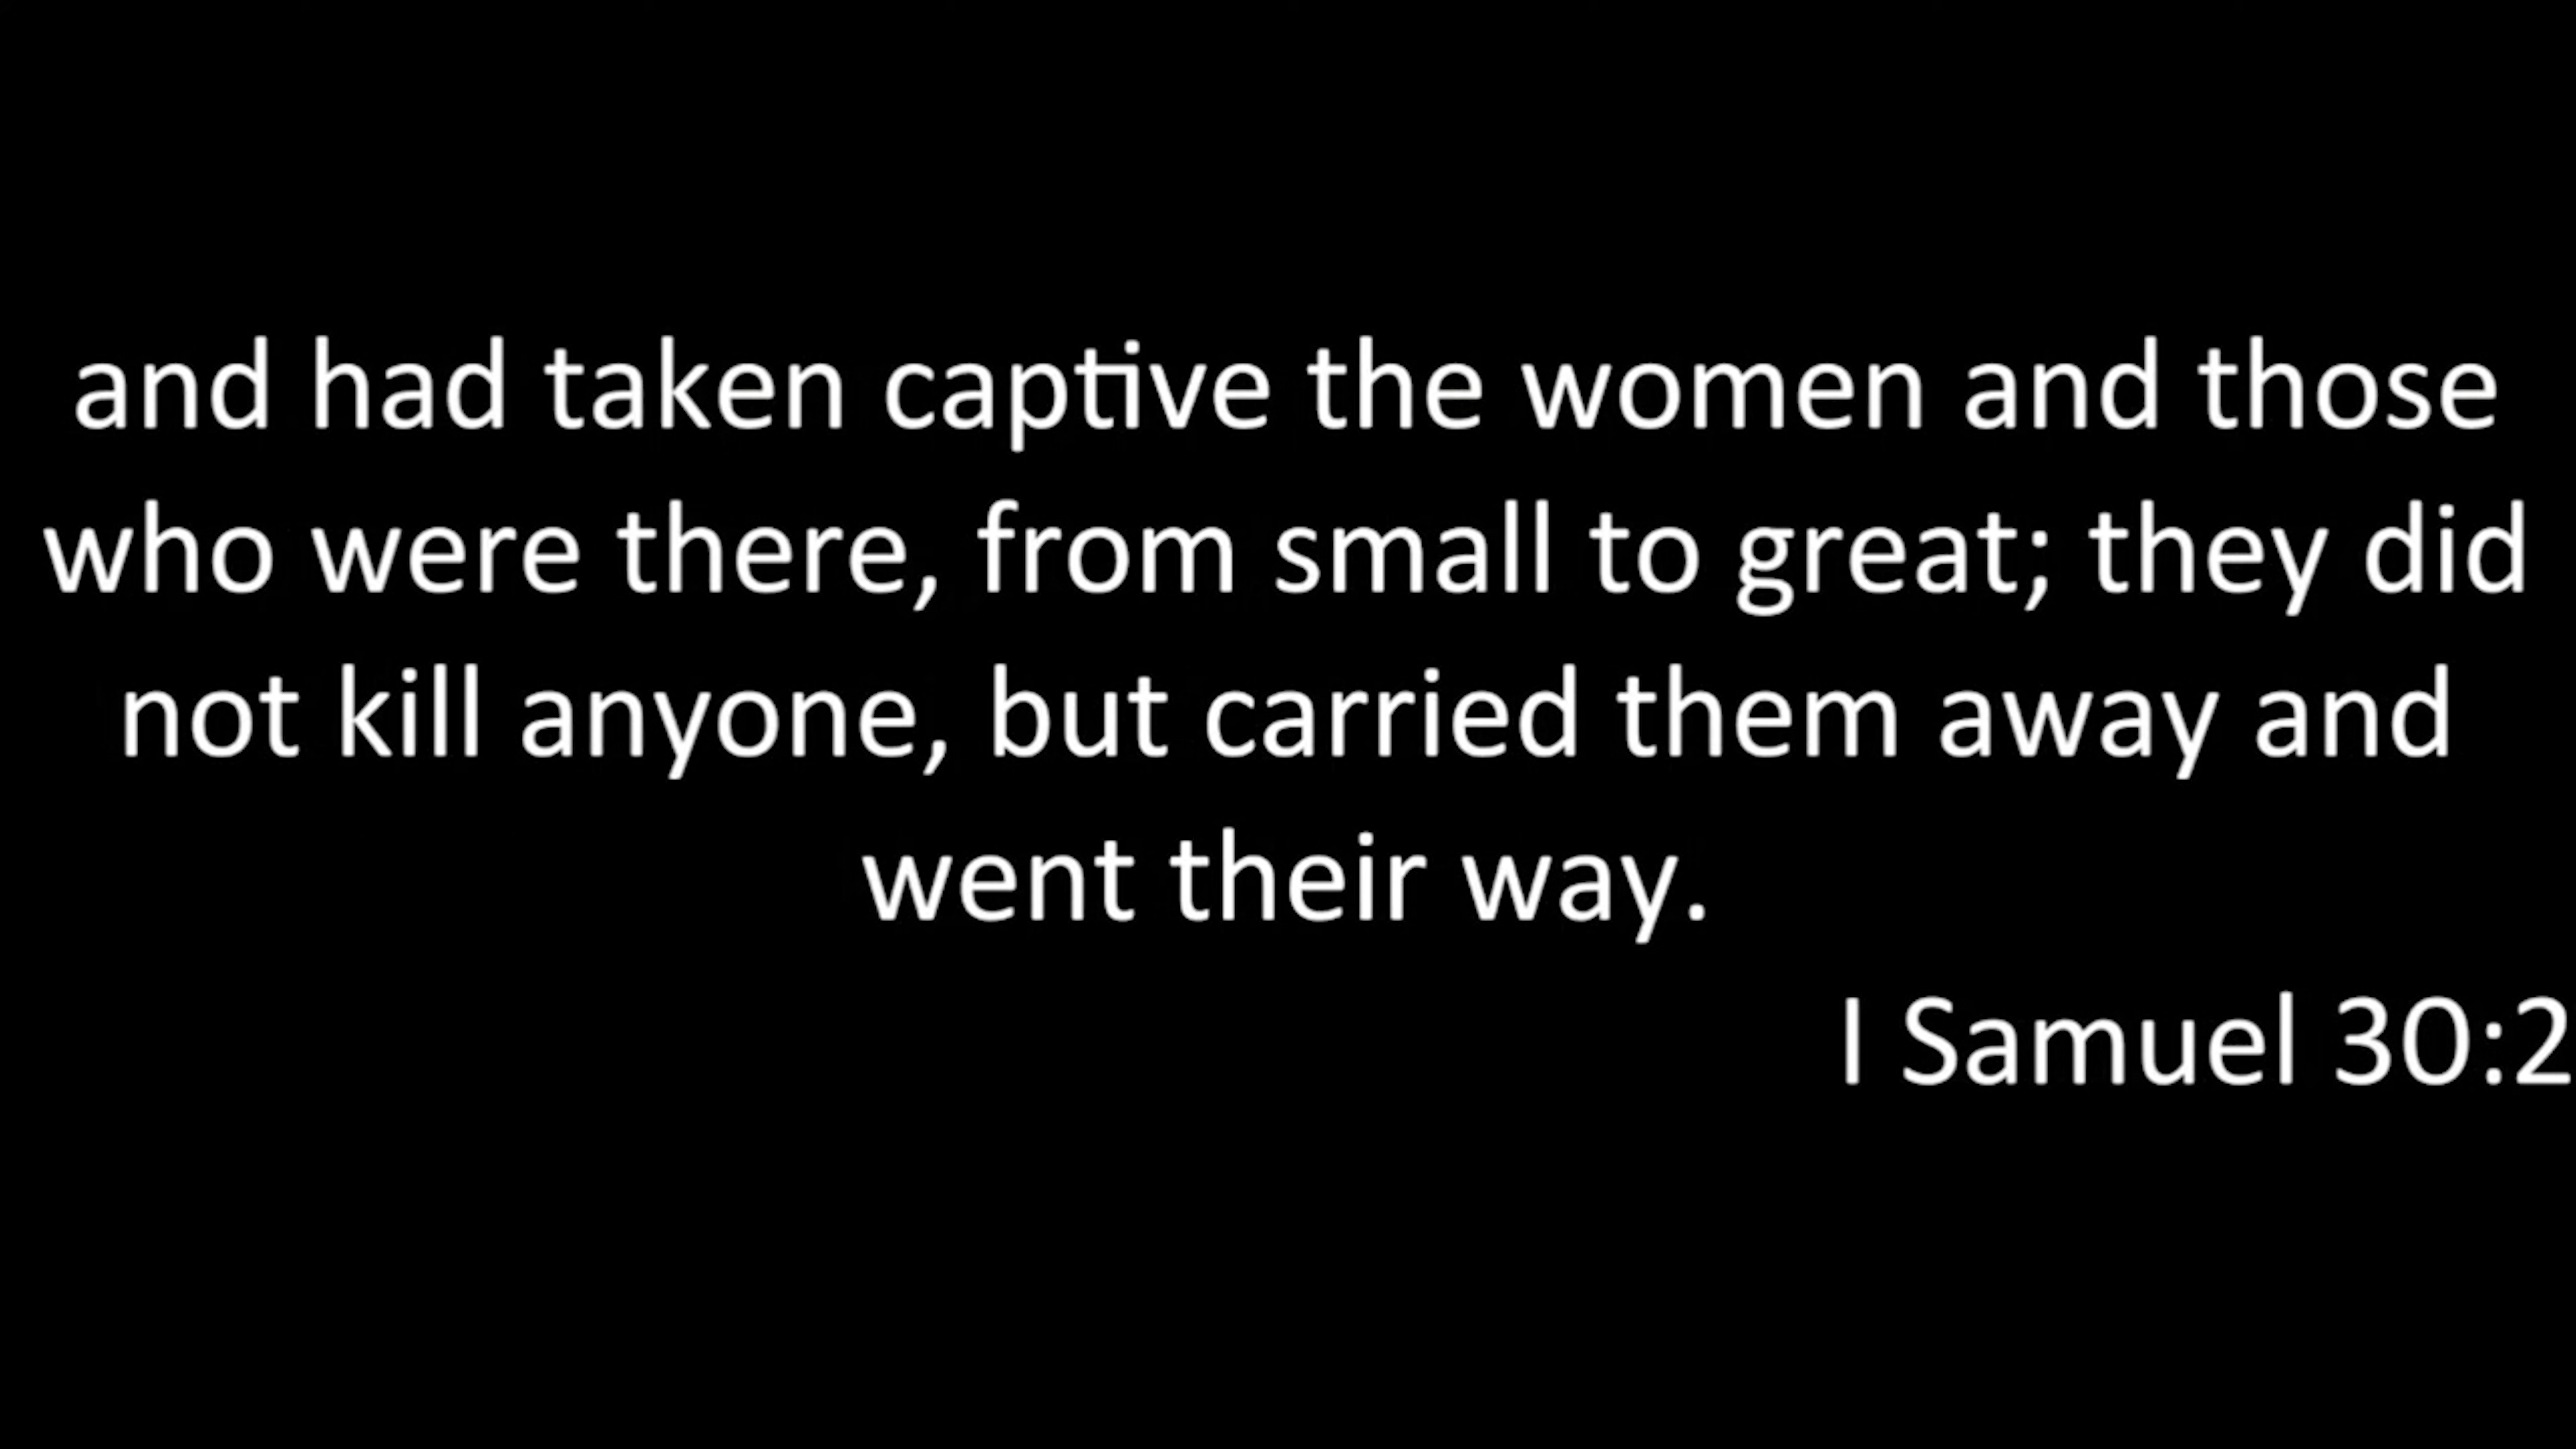 and had taken captive the women and those
who were there, from small to great; they did
not kill anyone, but carried them away and
went their way.
I Samuel 30:2